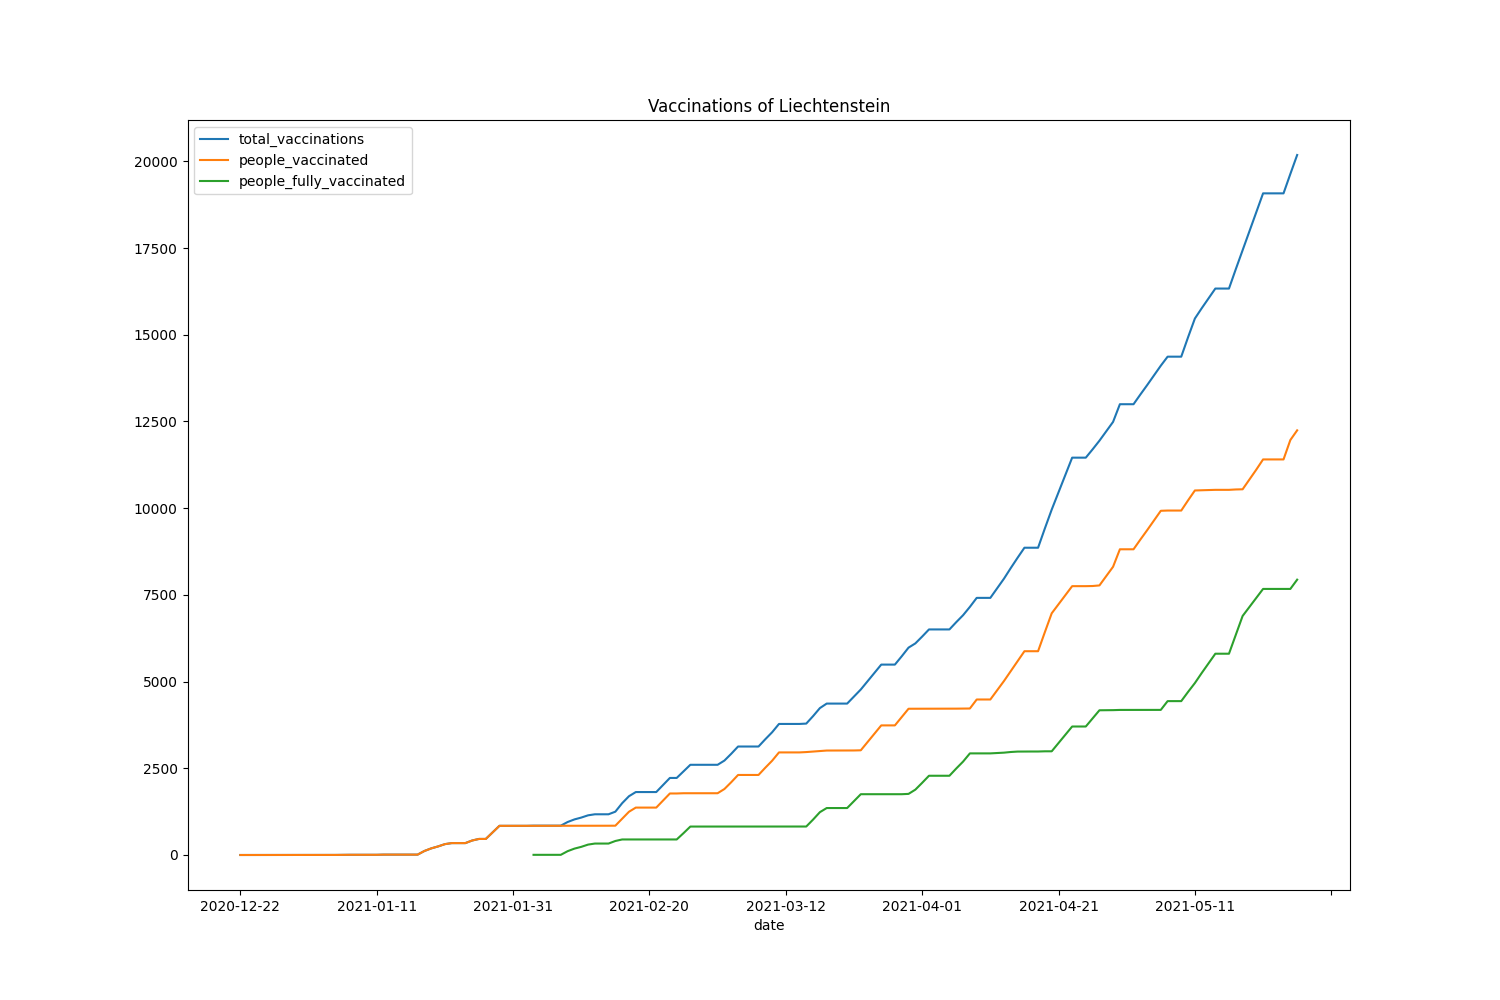 Vaccinations of Liechtenstein
total_vaccinations
people_vaccinated
people_fully_vaccinated
20000
17500
15000
12500
10000
7500
5000
2500
0
2020-12-22 2021-01-11 2021-01-31 2021-02-20 2021-03-12 2021-04-01 2021-04-21 2021-05-11
date